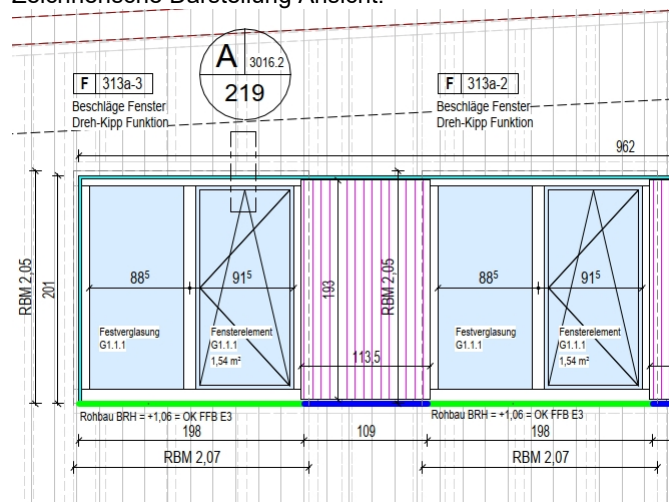 Zeichnerische Darstellung Ansicht:
A 3016.2
219
F 313a-3
Beschläge Fenster
Dreh-Kipp Funktion
F 313a-2
Beschläge Fenster
Dreh-Kipp Funktion
962
RBM 2,05
201
88⁵
91⁵
193
RBM 2,05
88⁵
91⁵
Festverglasung
G1.1.1
Fensterelement
G1.1.1
1,54 m²
113,5
Festverglasung
G1.1.1
Fensterelement
G1.1.1
1,54 m²
Rohbau BRH = +1,06 = OK FFB E3
Rohbau BRH = +1,06 = OK FFB E3
198
109
198
RBM 2,07
RBM 2,07